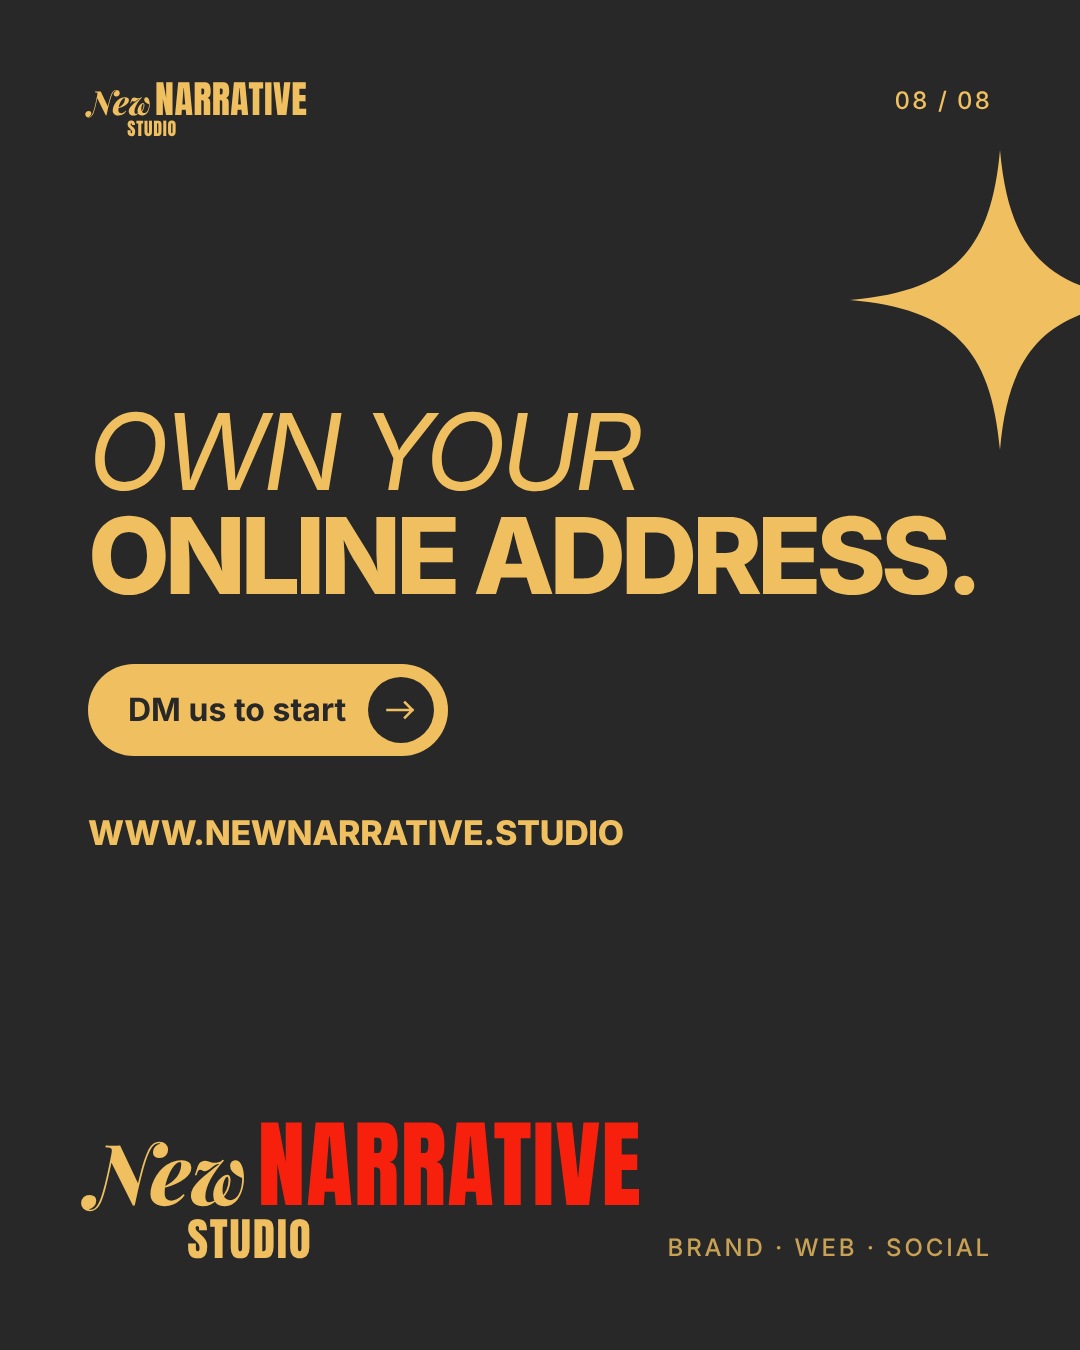 New NARRATIVE
STUDIO
08 / 08
OWN YOUR
ONLINE ADDRESS.
DM us to start
WWW.NEWNARRATIVE.STUDIO
New NARRATIVE
STUDIO
BRAND · WEB · SOCIAL